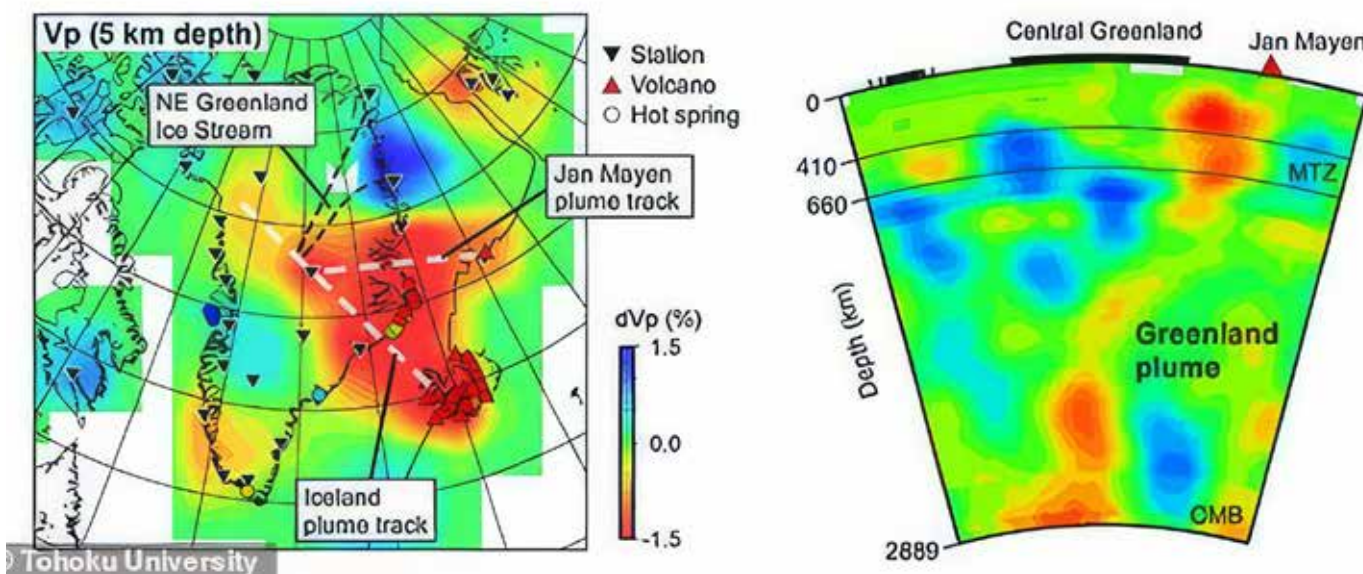 Vp (5 km depth)
Station
Volcano
Hot spring
NE Greenland
Ice Stream
Jan Mayen
plume track
dVp (%)
1.5
0.0
-1.5
Iceland
plume track
© Tohoku University
Central Greenland
Jan Mayen
0
410
660
MTZ
Depth (km)
Greenland
plume
CMB
2889